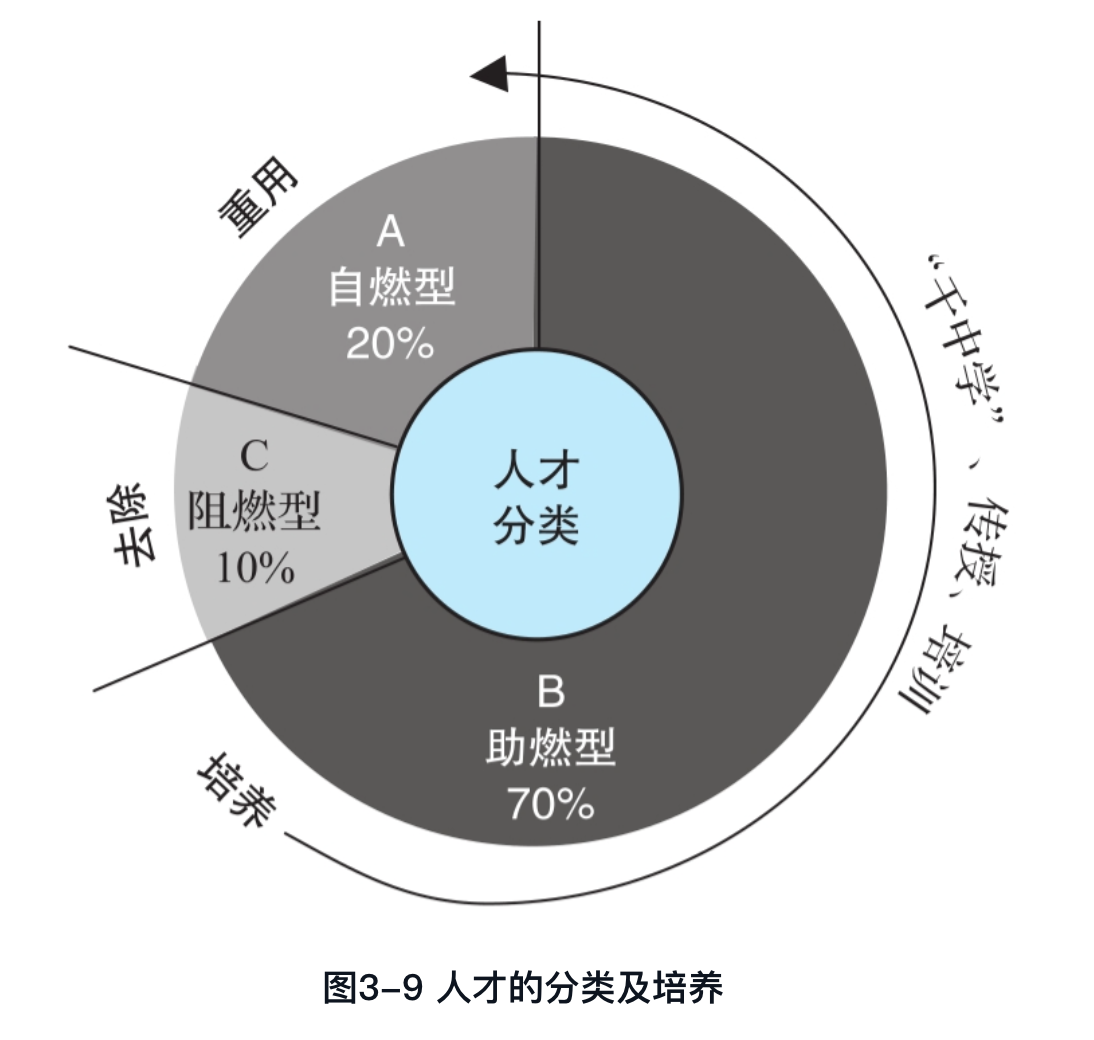 重用
A
自燃型
20%
C
阻燃型
10%
去除
人才
分类
B
助燃型
70%
培养
“干中学”、传授、培训
图3–9 人才的分类及培养